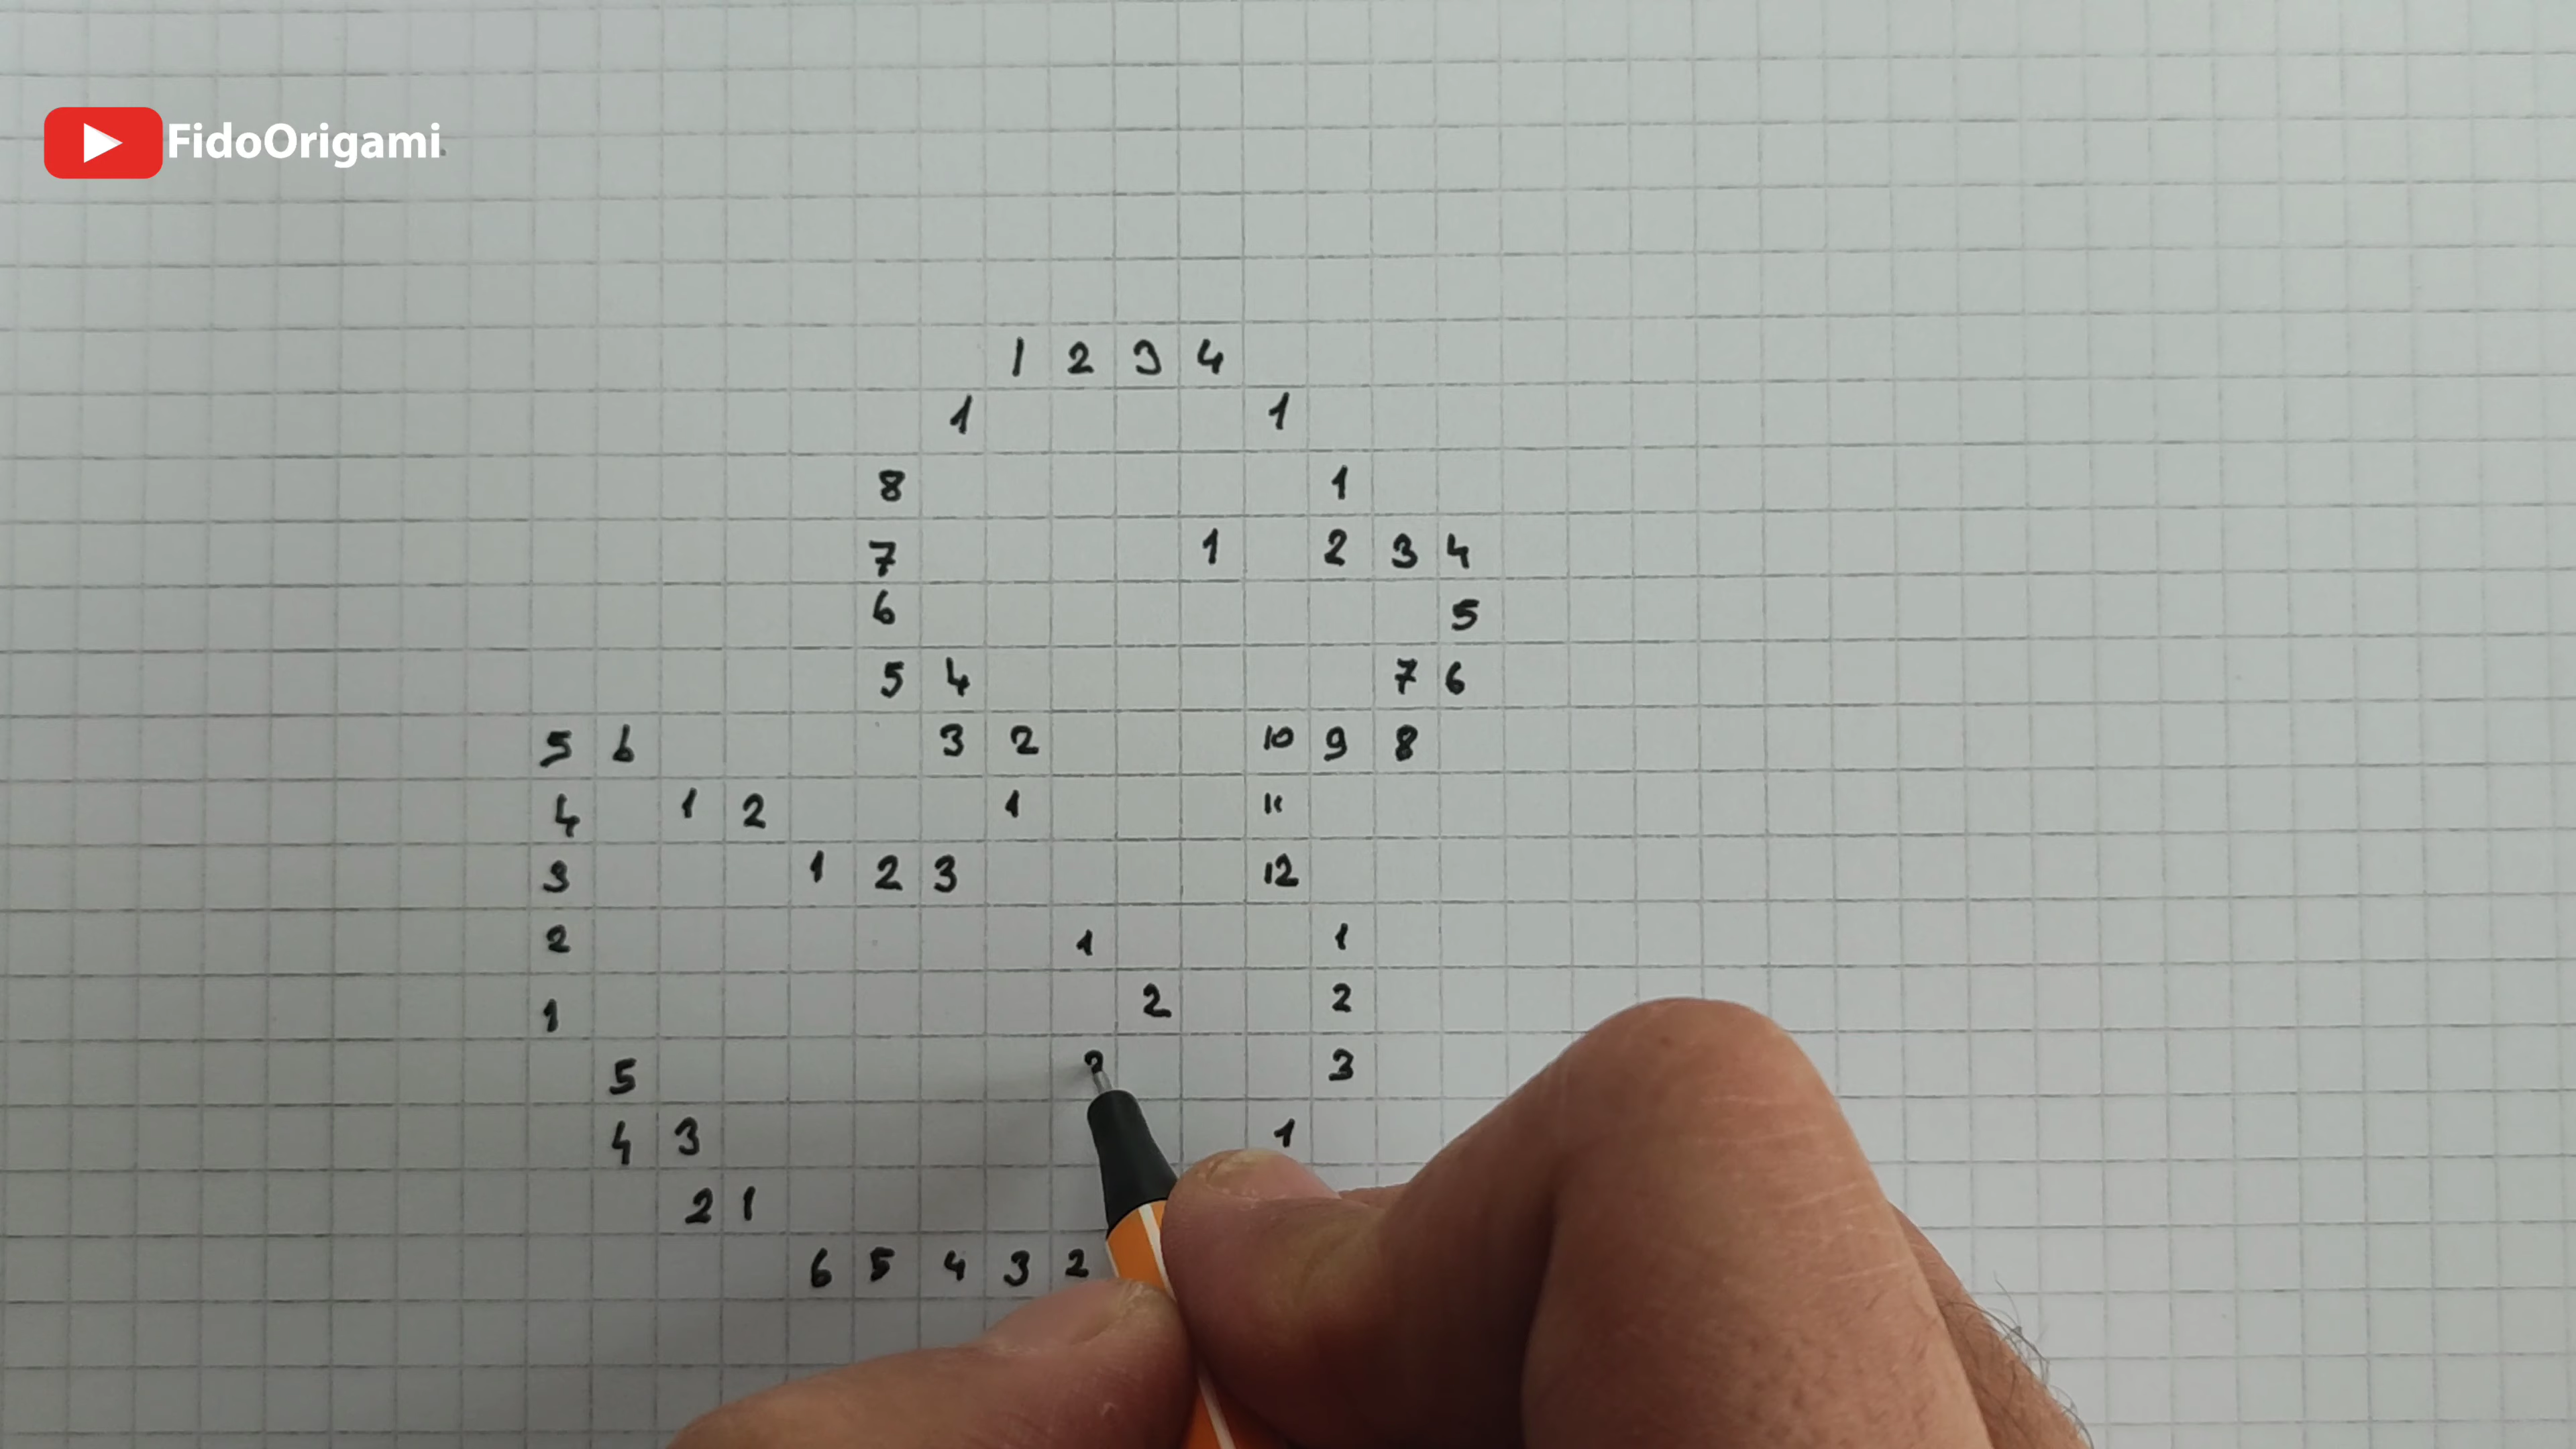 FidoOrigami
1 2 3 4
1 1
8 1
7 1 2 3 4
6 5
5 4 7 6
5 6 3 2 10 9 8
4 1 2 1 11
3 1 2 3 12
2 1 1
1 2 2
5 3
4 3 1
2 1
6 5 4 3 2